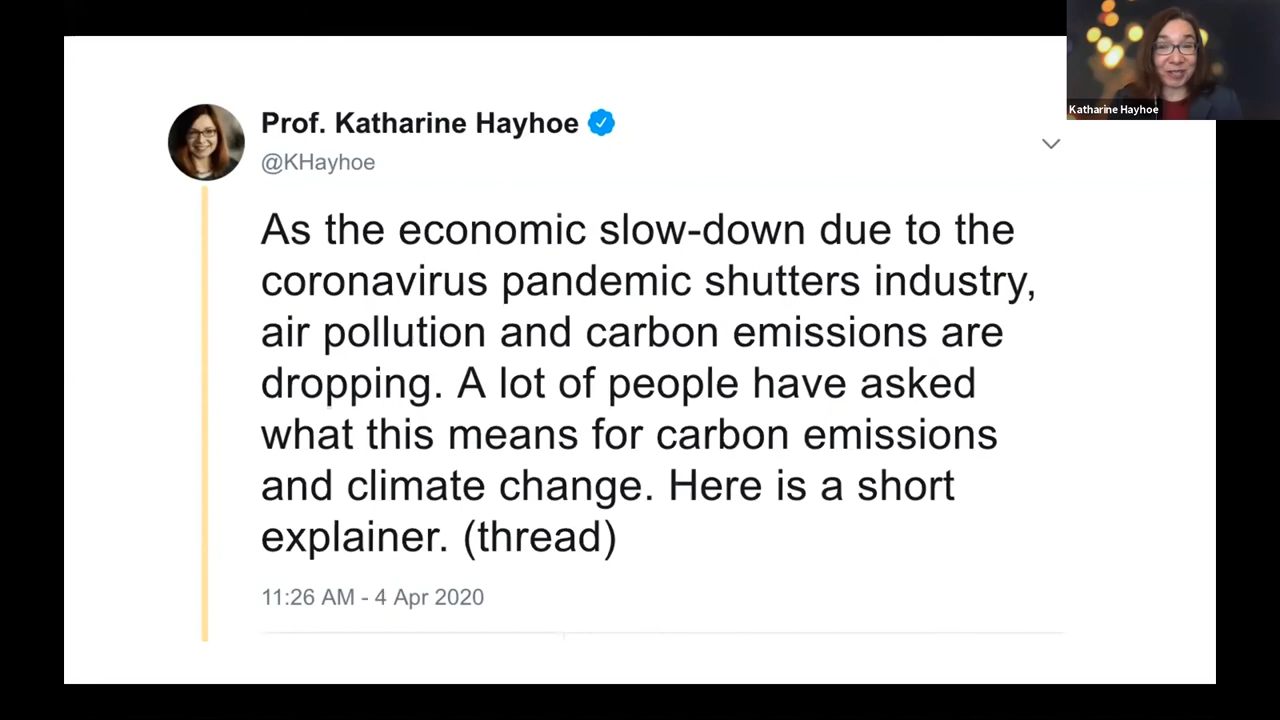 Katharine Hayhoe
Prof. Katharine Hayhoe
@KHayhoe
As the economic slow-down due to the
coronavirus pandemic shutters industry,
air pollution and carbon emissions are
dropping. A lot of people have asked
what this means for carbon emissions
and climate change. Here is a short
explainer. (thread)
11:26 AM - 4 Apr 2020